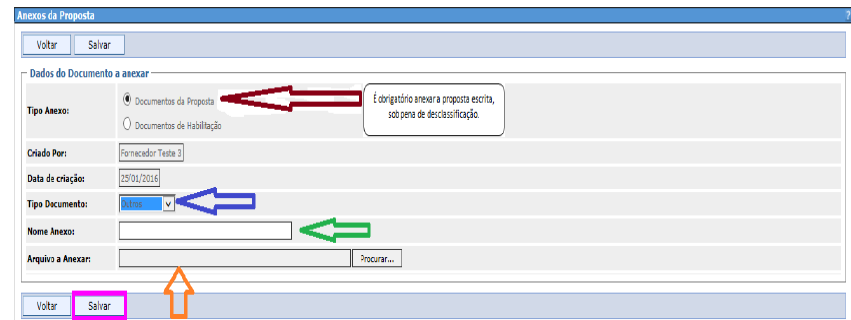 Anexos da Proposta ?
Voltar Salvar
Dados do Documento a anexar
Tipo Anexo:
Documentos da Proposta
É obrigatório anexar a proposta escrita,
sob pena de desclassificação.
Documentos de Habilitação
Criado Por: Fornecedor Teste 3
Data de criação: 25/01/2016
Tipo Documento: Outros
Nome Anexo:
Arquivo a Anexar: Procurar...
Voltar Salvar